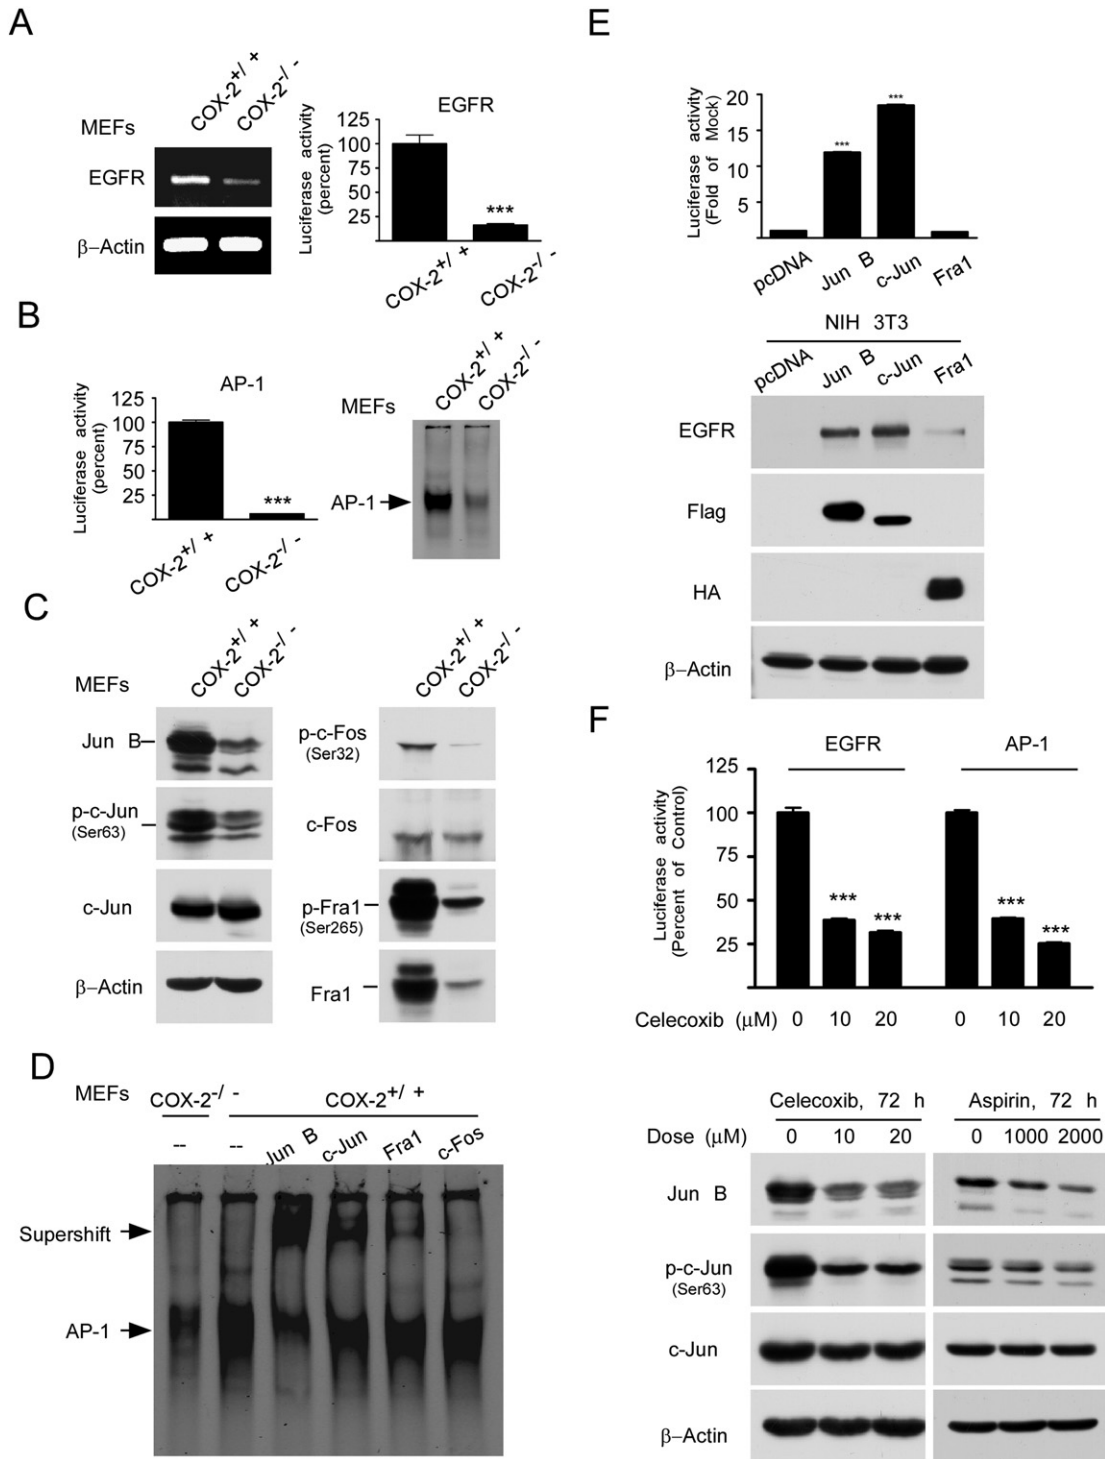 A
MEFs
COX-2+/ +
COX-2-/ -
EGFR
β-Actin
EGFR
Luciferase activity
(percent)
125
100
75
50
25
***
COX-2+/ +
COX-2-/ -
B
AP-1
Luciferase activity
(percent)
125
100
75
50
25
***
COX-2+/ +
COX-2-/ -
MEFs
COX-2+/ +
COX-2-/ -
AP-1
C
MEFs
COX-2+/ +
COX-2-/ -
Jun B
p-c-Jun
(Ser63)
c-Jun
β-Actin
COX-2+/ +
COX-2-/ -
p-c-Fos
(Ser32)
c-Fos
p-Fra1
(Ser265)
Fra1
D
MEFs
COX-2-/ -
COX-2+/ +
-- -- Jun B c-Jun Fra1 c-Fos
Supershift
AP-1
E
Luciferase activity
(Fold of Mock)
20
15
10
5
***
***
pcDNA Jun B c-Jun Fra1
NIH 3T3
pcDNA Jun B c-Jun Fra1
EGFR
Flag
HA
β-Actin
F
EGFR AP-1
Luciferase activity
(Percent of Control)
125
100
75
50
25
*** *** *** ***
Celecoxib (μM) 0 10 20 0 10 20
Celecoxib, 72 h Aspirin, 72 h
Dose (μM) 0 10 20 0 1000 2000
Jun B
p-c-Jun
(Ser63)
c-Jun
β-Actin